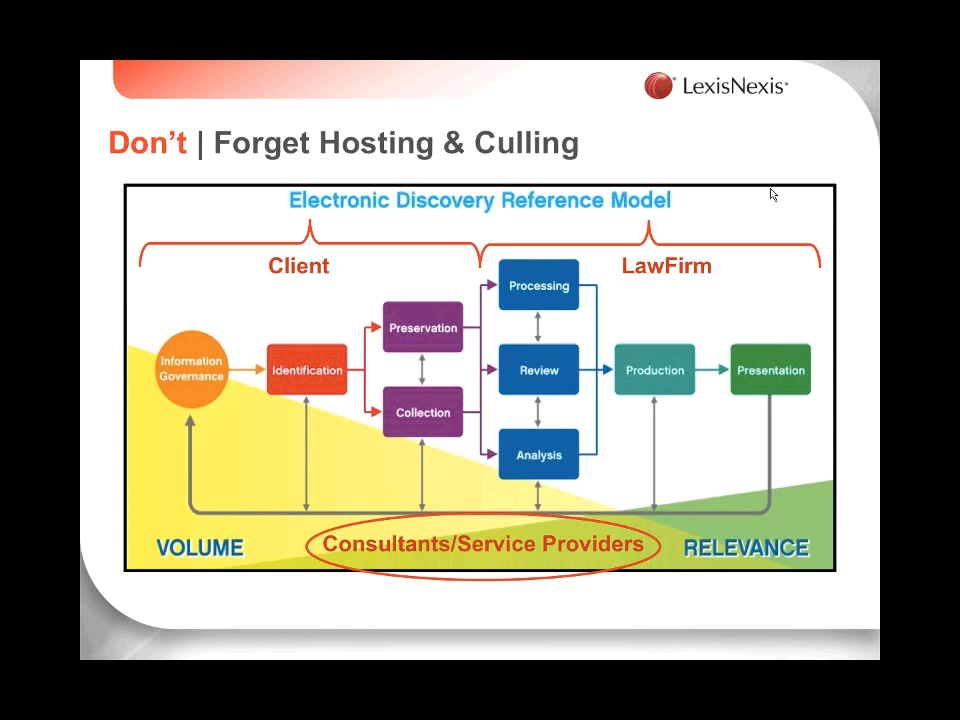 LexisNexis®
Don't | Forget Hosting & Culling
Electronic Discovery Reference Model
Client
LawFirm
Processing
Preservation
Information
Governance
Identification
Review
Production
Presentation
Collection
Analysis
VOLUME
Consultants/Service Providers
RELEVANCE